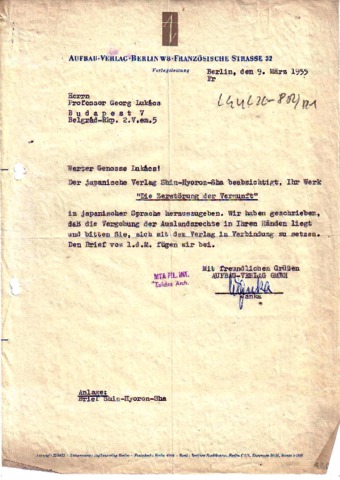 AUFBAU-VERLAG·BERLIN W8·FRANZÖSISCHE STRASSE 32
Verlagsleitung
Berlin, den 9. März 1955
Fr
Herrn
Professor Georg Lukács
Budapest V
Belgrád-Rkp. 2.V.em.5
Werter Genosse Lukács!
Der japanische Verlag Shin-Hyoron-Sha beabsichtigt, Ihr Werk
"Die Zerstörung der Vernunft"
in japanischer Sprache herauszugeben. Wir haben geschrieben,
daß die Vergebung der Auslandsrechte in Ihren Händen liegt
und bitten Sie, sich mit dem Verlag in Verbindung zu setzen.
Den Brief vom 1.d.M. fügen wir bei.
Mit freundlichen Grüßen
AUFBAU-VERLAG GMBH
Janka
MTA FIL. INT.
Lukács Arch.
Anlage:
Brief Shin-Hyoron-Sha